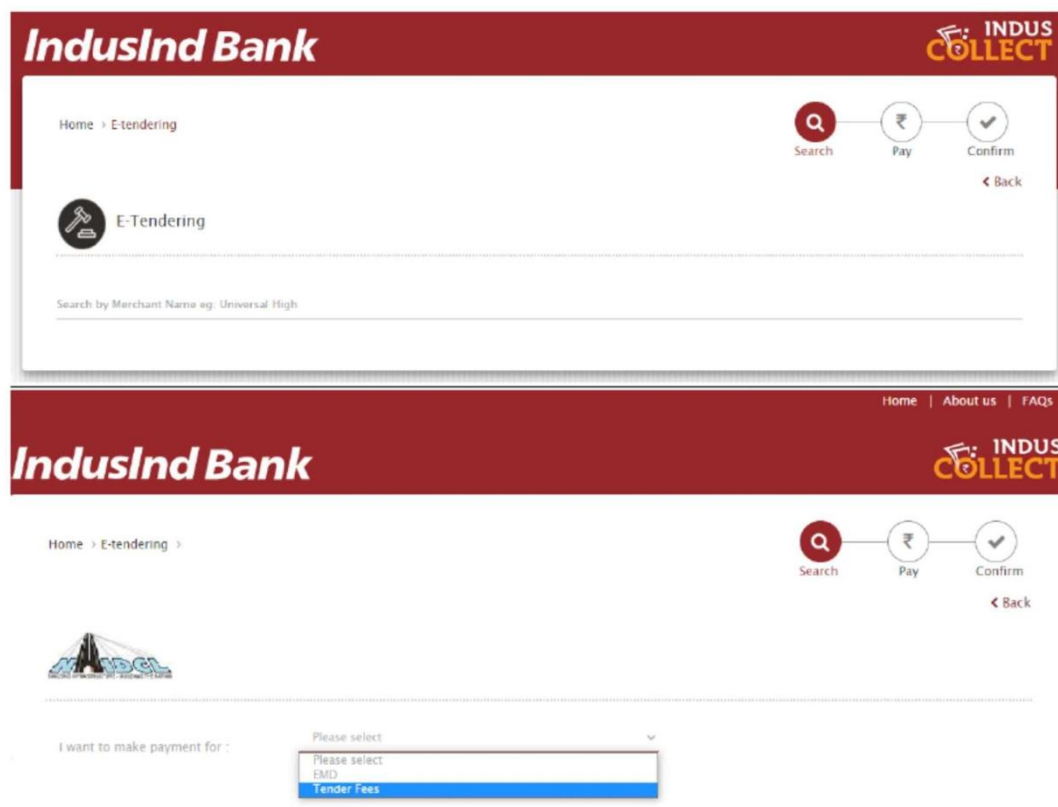 IndusInd Bank
INDUS
COLLECT
Home › E-tendering
Search
Pay
Confirm
Back
E-Tendering
Search by Merchant Name eg: Universal High
Home | About us | FAQs
IndusInd Bank
INDUS
COLLECT
Home › E-tendering ›
Search
Pay
Confirm
Back
NHIDCL
I want to make payment for :
Please select
Please select
EMD
Tender Fees